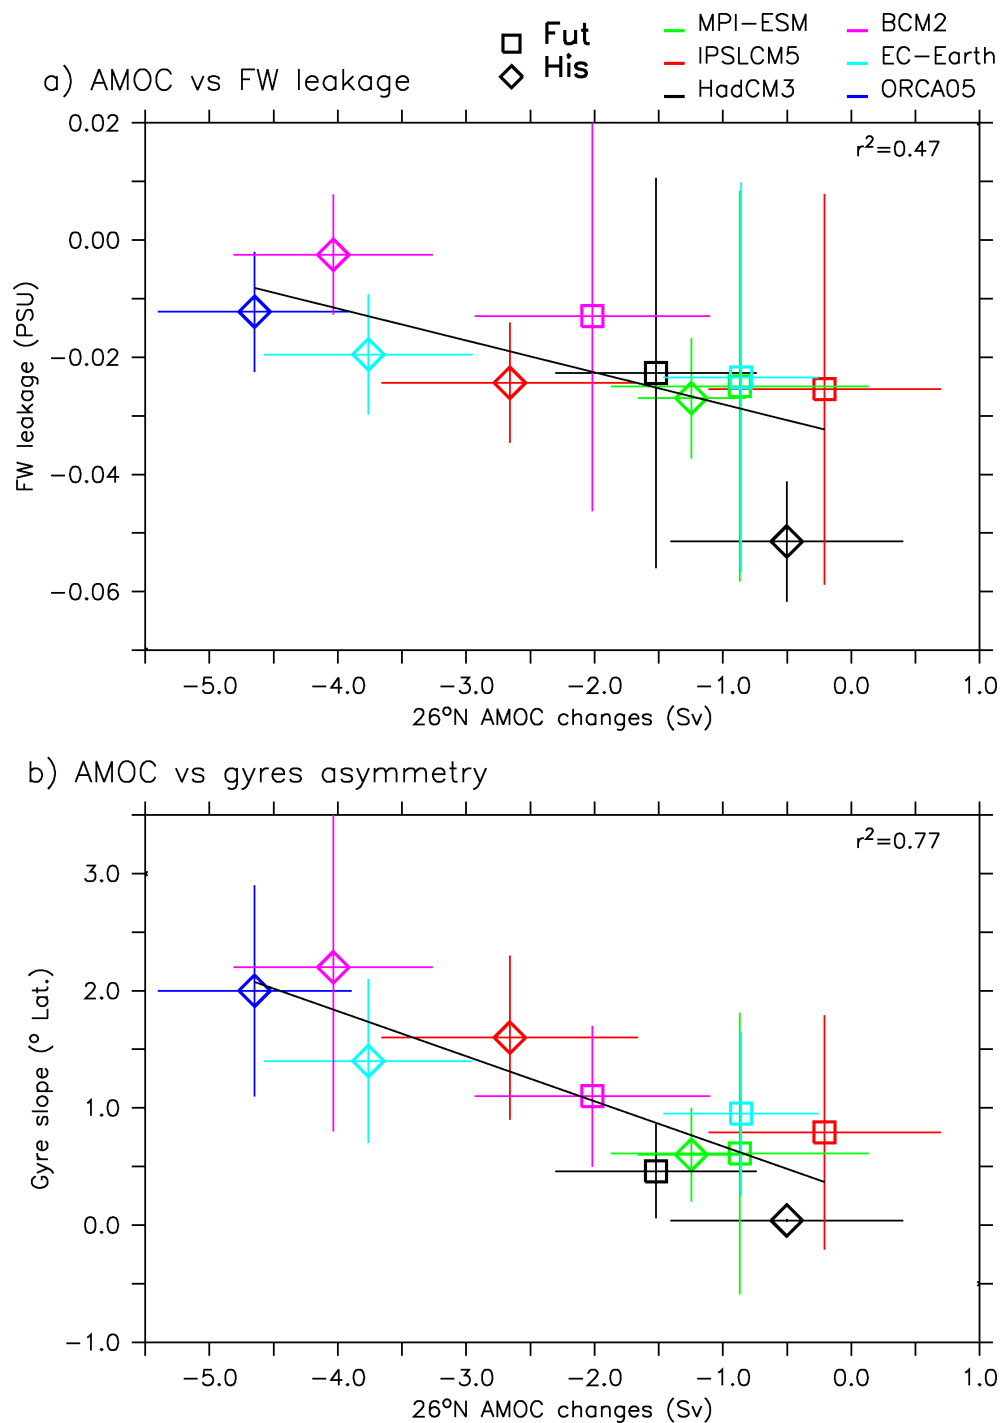 Fut
His
MPI-ESM
IPSLCM5
HadCM3
BCM2
EC-Earth
ORCA05
a) AMOC vs FW leakage
r²=0.47
0.02
0.00
-0.02
-0.04
-0.06
FW leakage (PSU)
-5.0 -4.0 -3.0 -2.0 -1.0 0.0 1.0
26°N AMOC changes (Sv)
b) AMOC vs gyres asymmetry
r²=0.77
3.0
2.0
1.0
0.0
-1.0
Gyre slope (° Lat.)
-5.0 -4.0 -3.0 -2.0 -1.0 0.0 1.0
26°N AMOC changes (Sv)